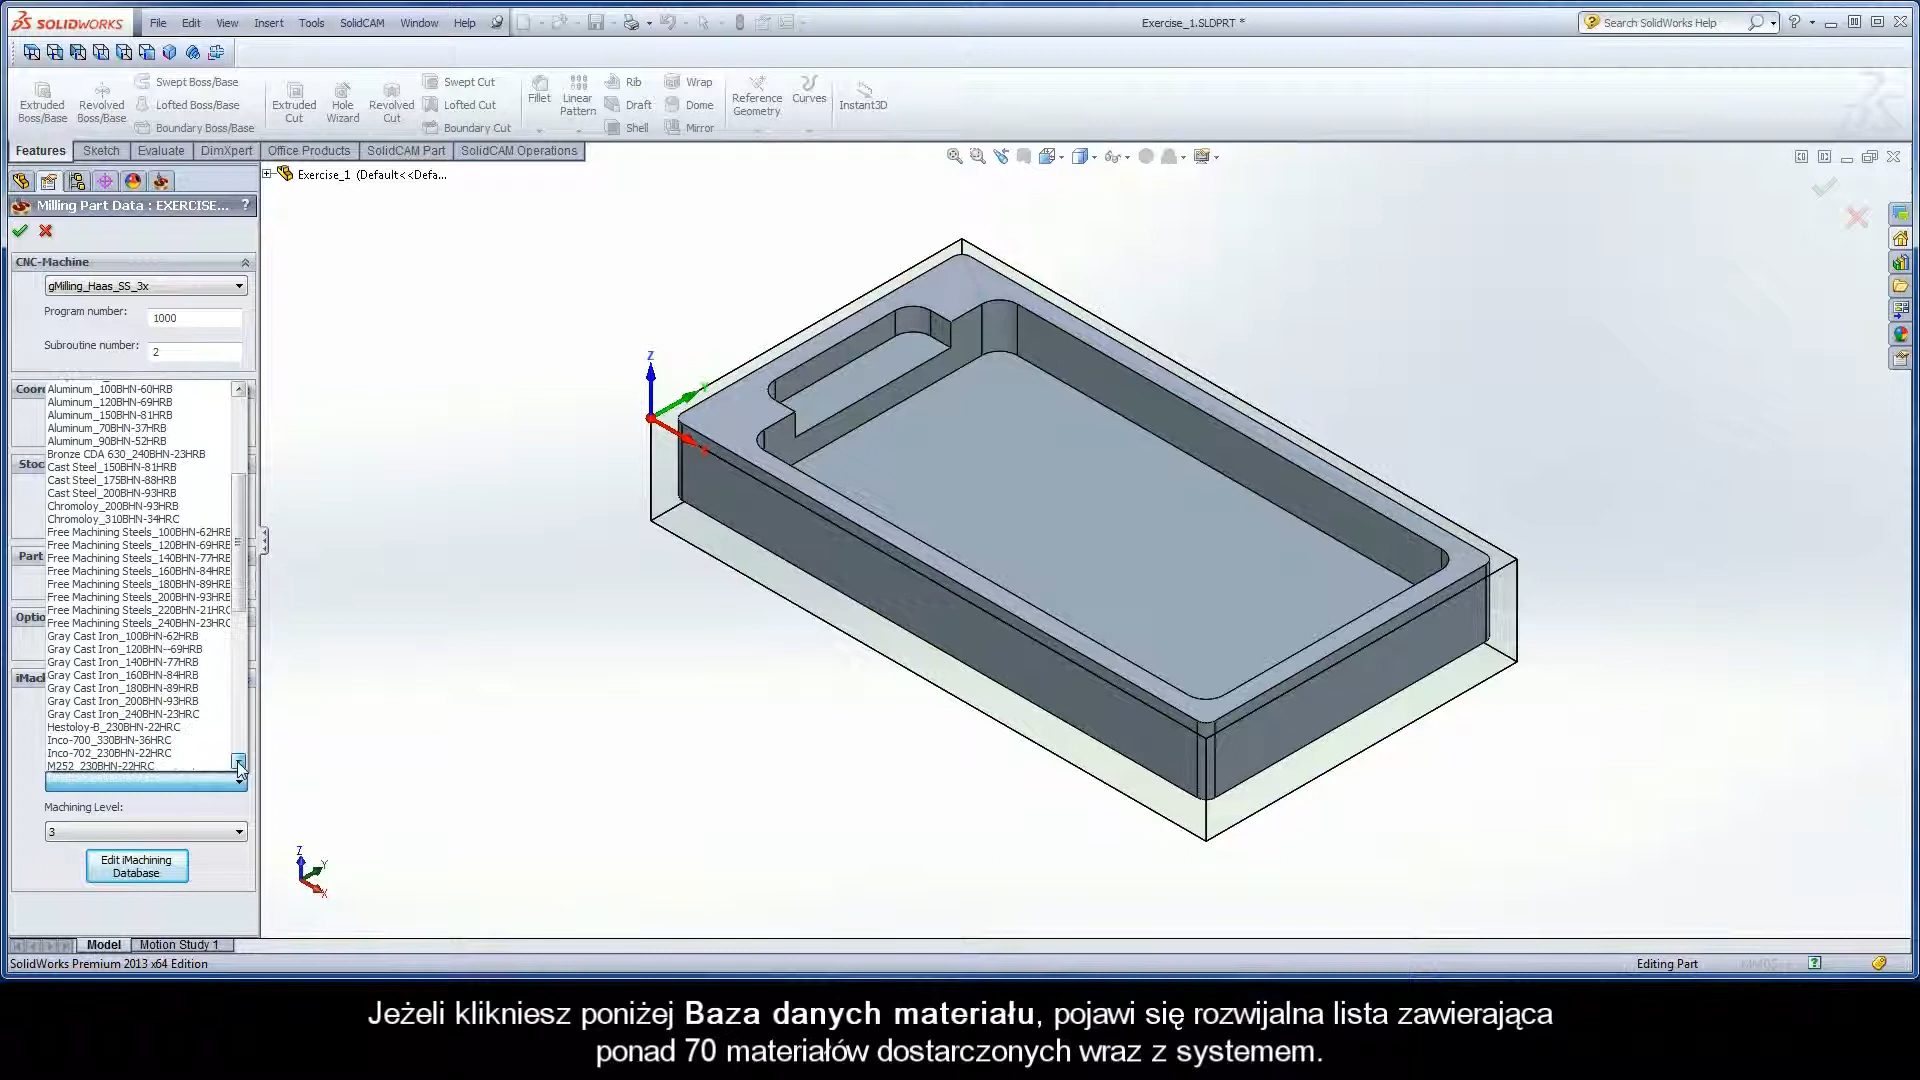 SOLIDWORKS
File Edit View Insert Tools SolidCAM Window Help
Exercise_1.SLDPRT *
Search SolidWorks Help
Extruded Boss/Base
Revolved Boss/Base
Swept Boss/Base
Lofted Boss/Base
Boundary Boss/Base
Extruded Cut
Hole Wizard
Revolved Cut
Swept Cut
Lofted Cut
Boundary Cut
Fillet
Linear Pattern
Rib
Draft
Shell
Wrap
Dome
Mirror
Reference Geometry
Curves
Instant3D
Features Sketch Evaluate DimXpert Office Products SolidCAM Part SolidCAM Operations
Exercise_1 (Default<<Defa...
Milling Part Data : EXERCISE... ?
CNC-Machine
gMilling_Haas_SS_3x
Program number: 1000
Subroutine number: 2
Coor
Stoc
Part
Optio
iMach
Aluminum_100BHN-60HRB
Aluminum_120BHN-69HRB
Aluminum_150BHN-81HRB
Aluminum_70BHN-37HRB
Aluminum_90BHN-52HRB
Bronze CDA 630_240BHN-23HRB
Cast Steel_150BHN-81HRB
Cast Steel_175BHN-88HRB
Cast Steel_200BHN-93HRB
Chromoloy_200BHN-93HRB
Chromoloy_310BHN-34HRC
Free Machining Steels_100BHN-62HRB
Free Machining Steels_120BHN-69HRB
Free Machining Steels_140BHN-77HRB
Free Machining Steels_160BHN-84HRB
Free Machining Steels_180BHN-89HRB
Free Machining Steels_200BHN-93HRB
Free Machining Steels_220BHN-21HRC
Free Machining Steels_240BHN-23HRC
Gray Cast Iron_100BHN-62HRB
Gray Cast Iron_120BHN--69HRB
Gray Cast Iron_140BHN-77HRB
Gray Cast Iron_160BHN-84HRB
Gray Cast Iron_180BHN-89HRB
Gray Cast Iron_200BHN-93HRB
Gray Cast Iron_240BHN-23HRC
Hestoloy-B_230BHN-22HRC
Inco-700_330BHN-36HRC
Inco-702_230BHN-22HRC
M252_230BHN-22HRC
Machining Level:
3
Edit iMachining
Database
Z
Y
X
Z
Y
X
Model Motion Study 1
SolidWorks Premium 2013 x64 Edition
Editing Part
Jeżeli klikniesz poniżej Baza danych materiału, pojawi się rozwijalna lista zawierająca
ponad 70 materiałów dostarczonych wraz z systemem.